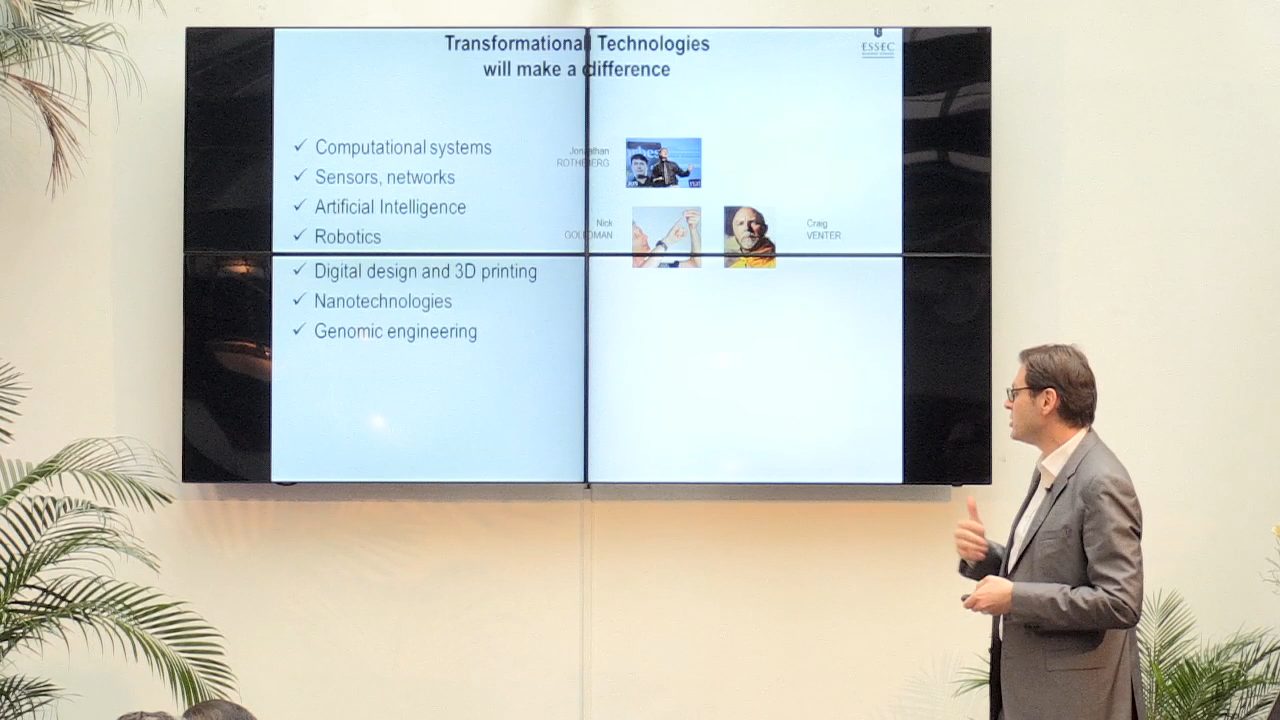 Transformational Technologies
will make a difference
ESSEC
✓ Computational systems
✓ Sensors, networks
✓ Artificial Intelligence
✓ Robotics
✓ Digital design and 3D printing
✓ Nanotechnologies
✓ Genomic engineering
Jonathan
ROTHBERG
Nick
GOLDMAN
Craig
VENTER